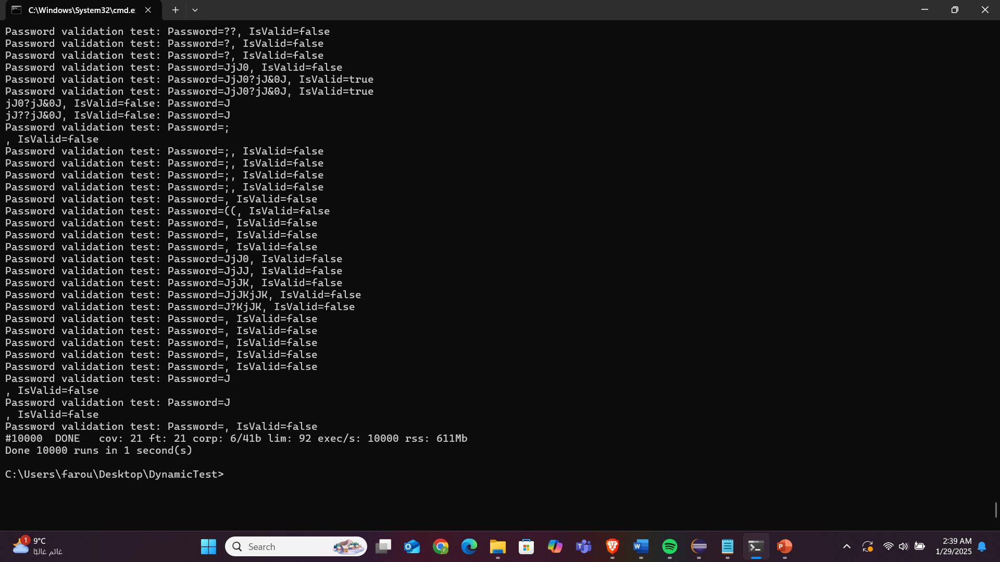 C:\Windows\System32\cmd.e
Password validation test: Password=??, IsValid=false
Password validation test: Password=?, IsValid=false
Password validation test: Password=?, IsValid=false
Password validation test: Password=JjJ0, IsValid=false
Password validation test: Password=JjJ0?jJ&0J, IsValid=true
Password validation test: Password=JjJ0?jJ&0J, IsValid=true
jJ0?jJ&0J, IsValid=false: Password=J
jJ??jJ&0J, IsValid=false: Password=J
Password validation test: Password=;
, IsValid=false
Password validation test: Password=;, IsValid=false
Password validation test: Password=;, IsValid=false
Password validation test: Password=;, IsValid=false
Password validation test: Password=;, IsValid=false
Password validation test: Password=, IsValid=false
Password validation test: Password=((, IsValid=false
Password validation test: Password=, IsValid=false
Password validation test: Password=, IsValid=false
Password validation test: Password=, IsValid=false
Password validation test: Password=JjJ0, IsValid=false
Password validation test: Password=JjJJ, IsValid=false
Password validation test: Password=JjJK, IsValid=false
Password validation test: Password=JjJKjJK, IsValid=false
Password validation test: Password=J?KjJK, IsValid=false
Password validation test: Password=, IsValid=false
Password validation test: Password=, IsValid=false
Password validation test: Password=, IsValid=false
Password validation test: Password=, IsValid=false
Password validation test: Password=, IsValid=false
Password validation test: Password=J
, IsValid=false
Password validation test: Password=J
, IsValid=false
Password validation test: Password=, IsValid=false
#10000  DONE   cov: 21 ft: 21 corp: 6/41b lim: 92 exec/s: 10000 rss: 611Mb
Done 10000 runs in 1 second(s)
C:\Users\farou\Desktop\DynamicTest>
1
9°C
غائم غالبًا
Search
2:39 AM
1/29/2025